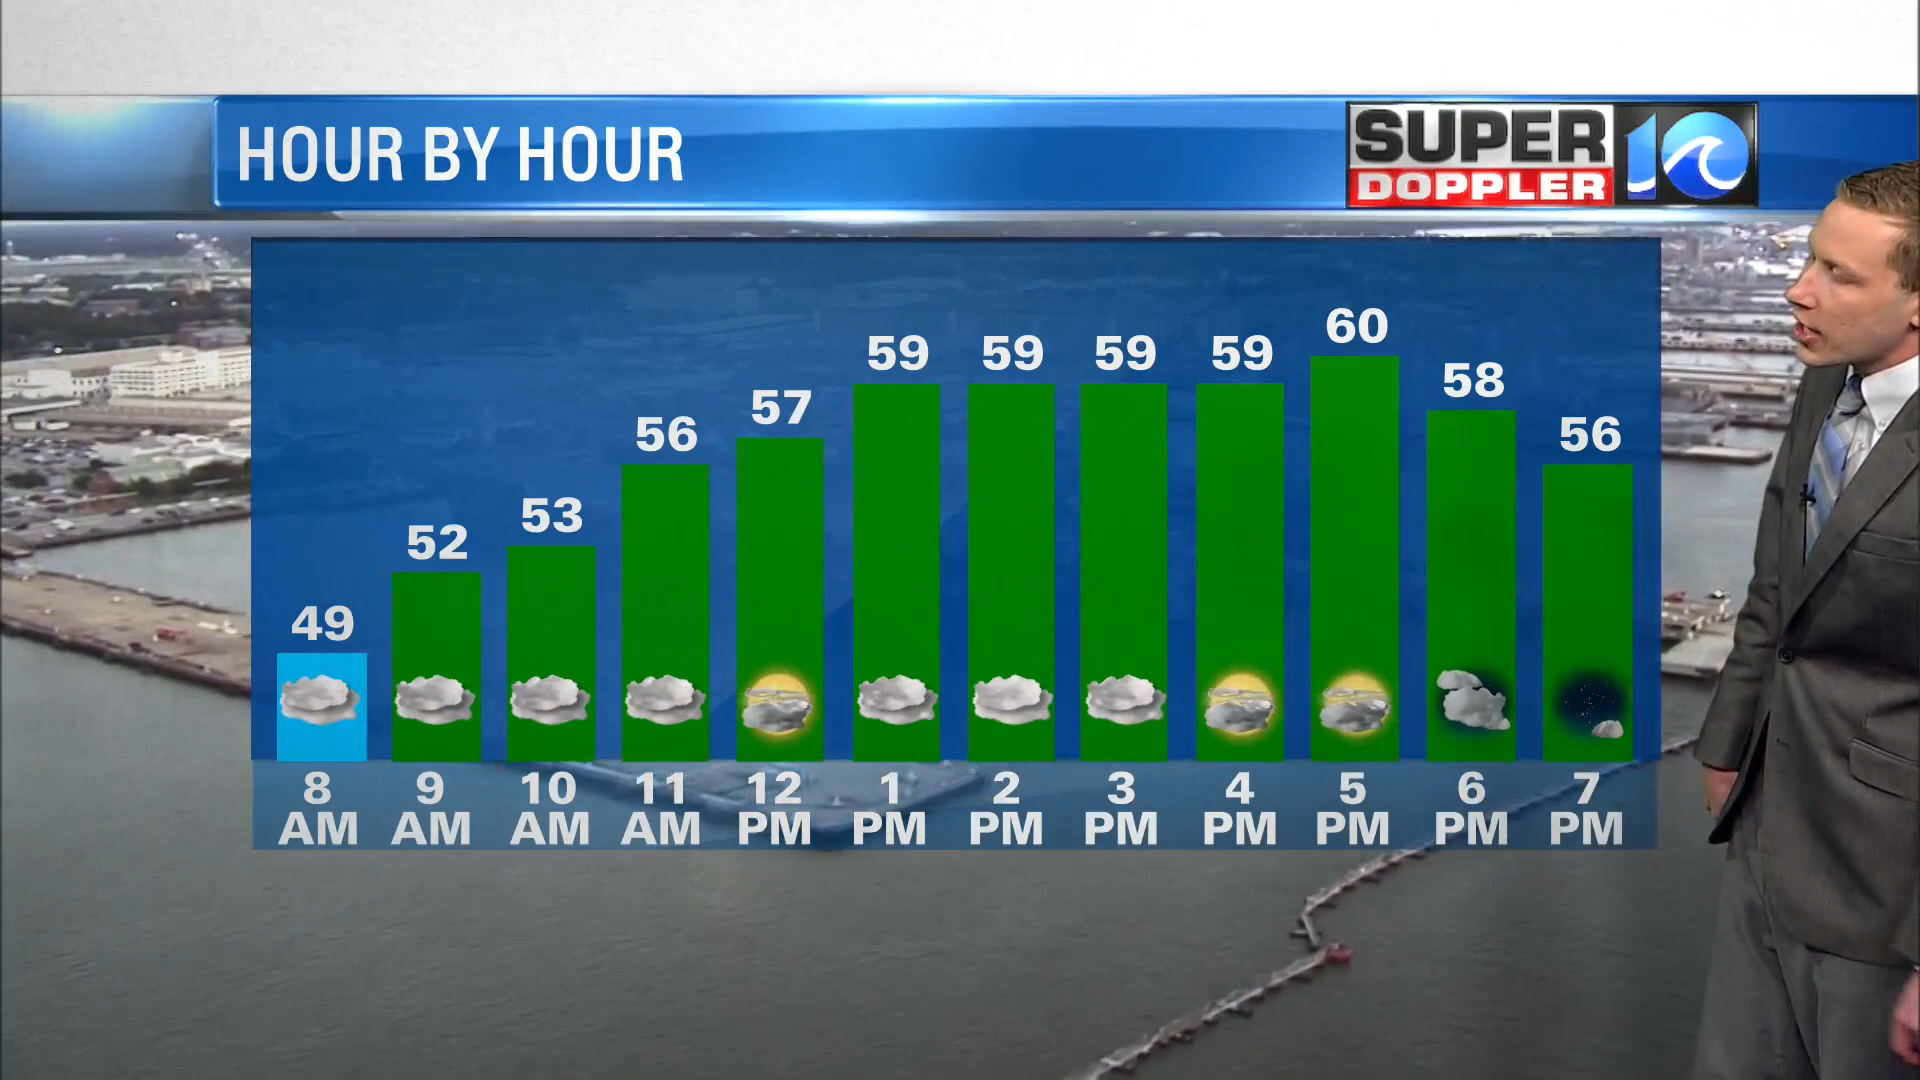 HOUR BY HOUR
SUPER
DOPPLER
10
49 52 53 56 57 59 59 59 59 60 58 56
8 9 10 11 12 1 2 3 4 5 6 7
AM AM AM AM PM PM PM PM PM PM PM PM